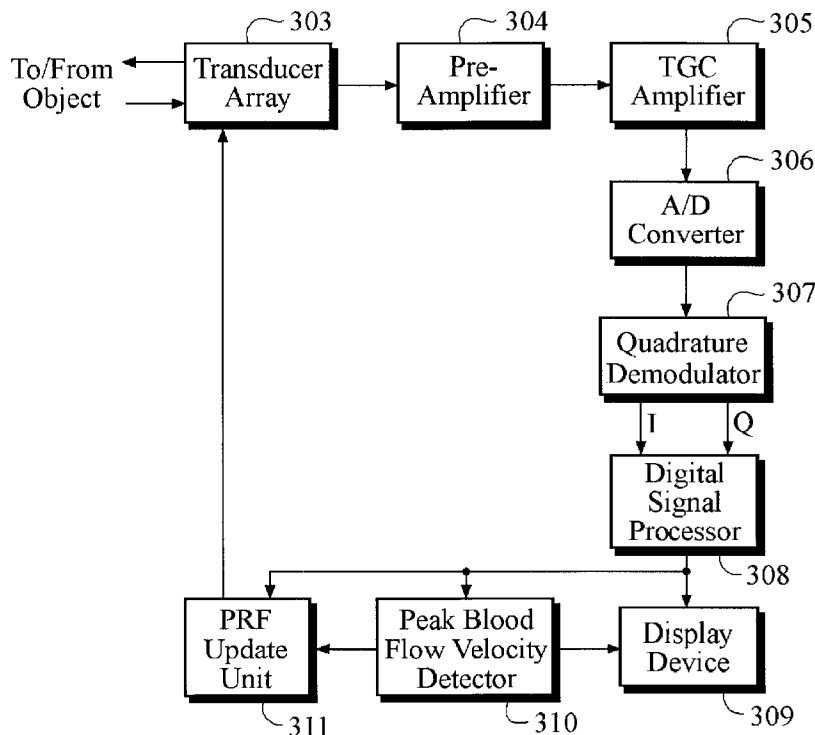 303
304
305
To/From
Object
Transducer
Array
Pre-
Amplifier
TGC
Amplifier
306
A/D
Converter
307
Quadrature
Demodulator
I
Q
Digital
Signal
Processor
308
PRF
Update
Unit
Peak Blood
Flow Velocity
Detector
Display
Device
311
310
309